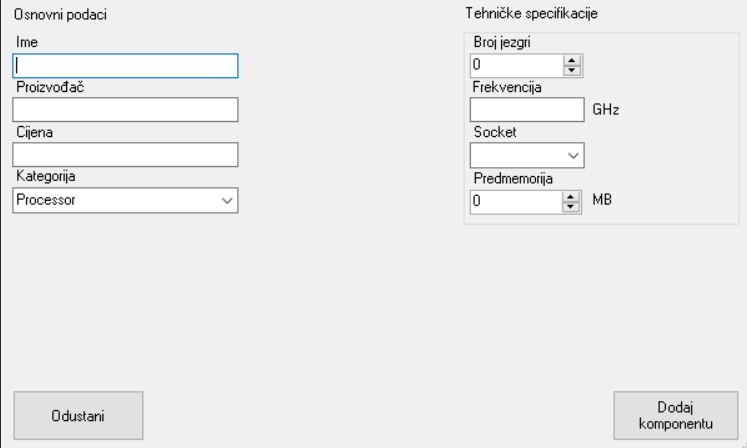 Osnovni podaci
Ime
Proizvođač
Cijena
Kategorija
Processor
Tehničke specifikacije
Broj jezgri
0
Frekvencija
GHz
Socket
Predmemorija
0 MB
Odustani
Dodaj
komponentu